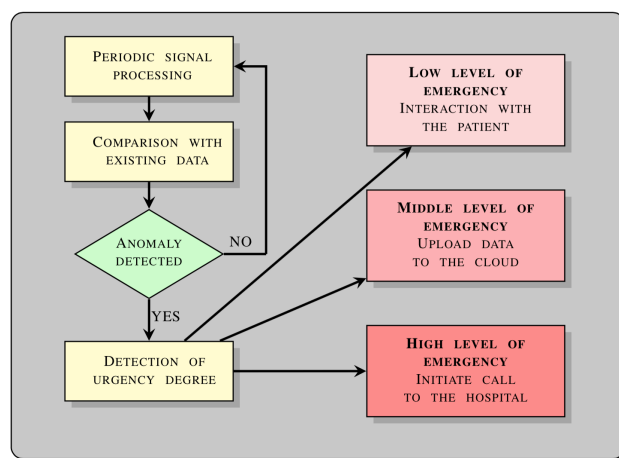 PERIODIC SIGNAL
PROCESSING
COMPARISON WITH
EXISTING DATA
ANOMALY
DETECTED
NO
YES
DETECTION OF
URGENCY DEGREE
LOW LEVEL OF
EMERGENCY
INTERACTION WITH
THE PATIENT
MIDDLE LEVEL OF
EMERGENCY
UPLOAD DATA
TO THE CLOUD
HIGH LEVEL OF
EMERGENCY
INITIATE CALL
TO THE HOSPITAL